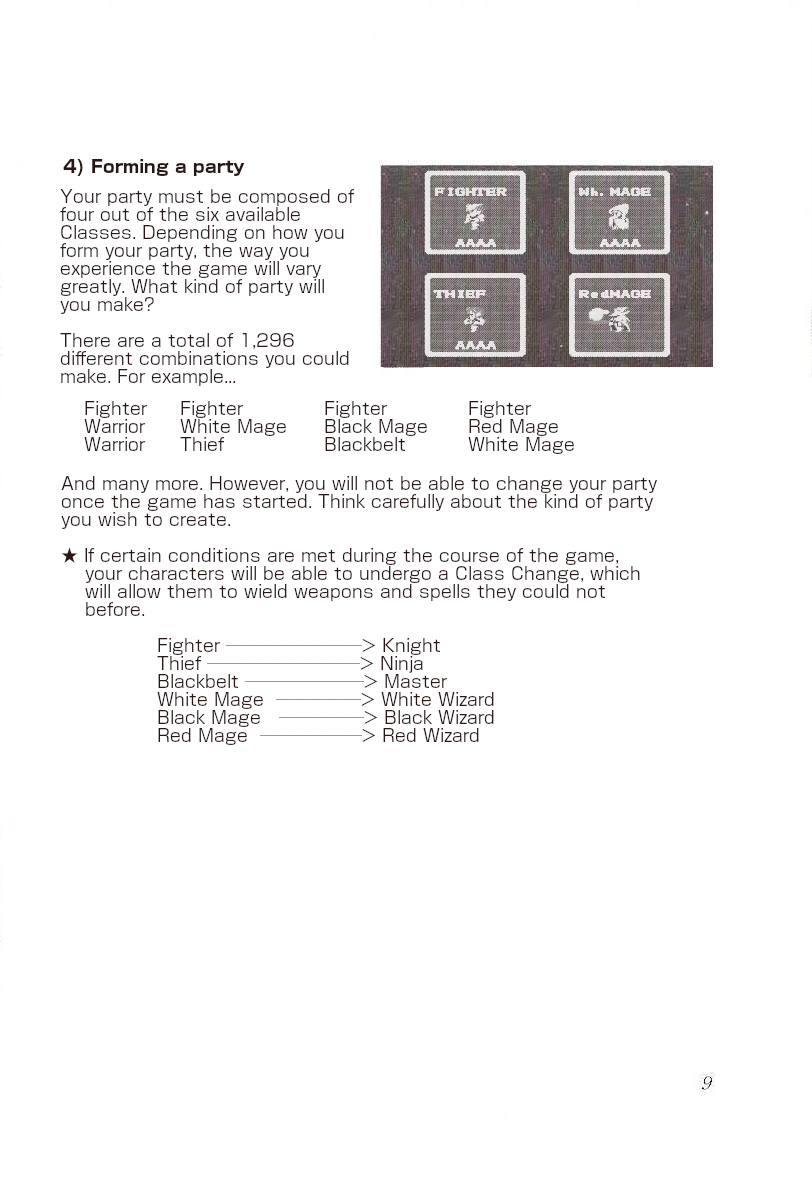 4) Forming a party
Your party must be composed of
four out of the six available
Classes. Depending on how you
form your party, the way you
experience the game will vary
greatly. What kind of party will
you make?
FIGHTER
Wh. MAGE
AAAA
AAAA
THIEF
RedMAGE
AAAA
There are a total of 1,296
different combinations you could
make. For example...
Fighter Fighter Fighter Fighter
Warrior White Mage Black Mage Red Mage
Warrior Thief Blackbelt White Mage
And many more. However, you will not be able to change your party
once the game has started. Think carefully about the kind of party
you wish to create.
★ If certain conditions are met during the course of the game,
your characters will be able to undergo a Class Change, which
will allow them to wield weapons and spells they could not
before.
Fighter ————> Knight
Thief ————> Ninja
Blackbelt ————> Master
White Mage ————> White Wizard
Black Mage ————> Black Wizard
Red Mage ————> Red Wizard
9